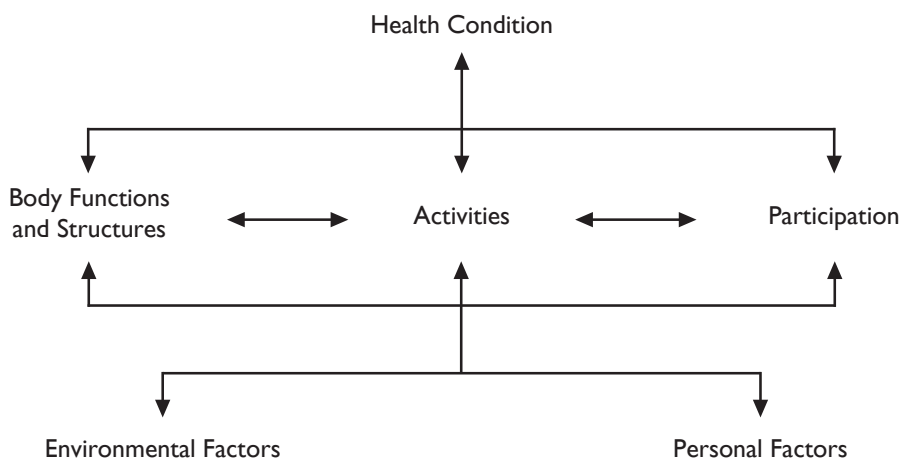 Health Condition
Body Functions
and Structures
Activities
Participation
Environmental Factors
Personal Factors